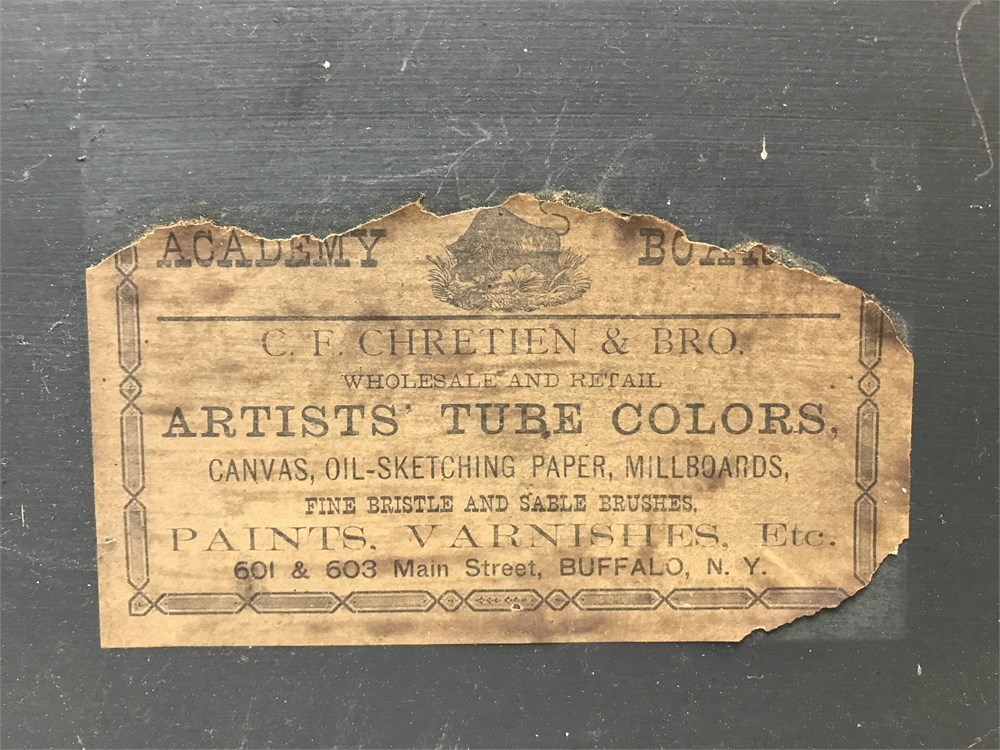 ACADEMY BOARD
C. F. CHRETIEN & BRO.
WHOLESALE AND RETAIL
ARTISTS' TUBE COLORS,
CANVAS, OIL-SKETCHING PAPER, MILLBOARDS,
FINE BRISTLE AND SABLE BRUSHES,
PAINTS, VARNISHES, Etc.
601 & 603 Main Street, BUFFALO, N. Y.